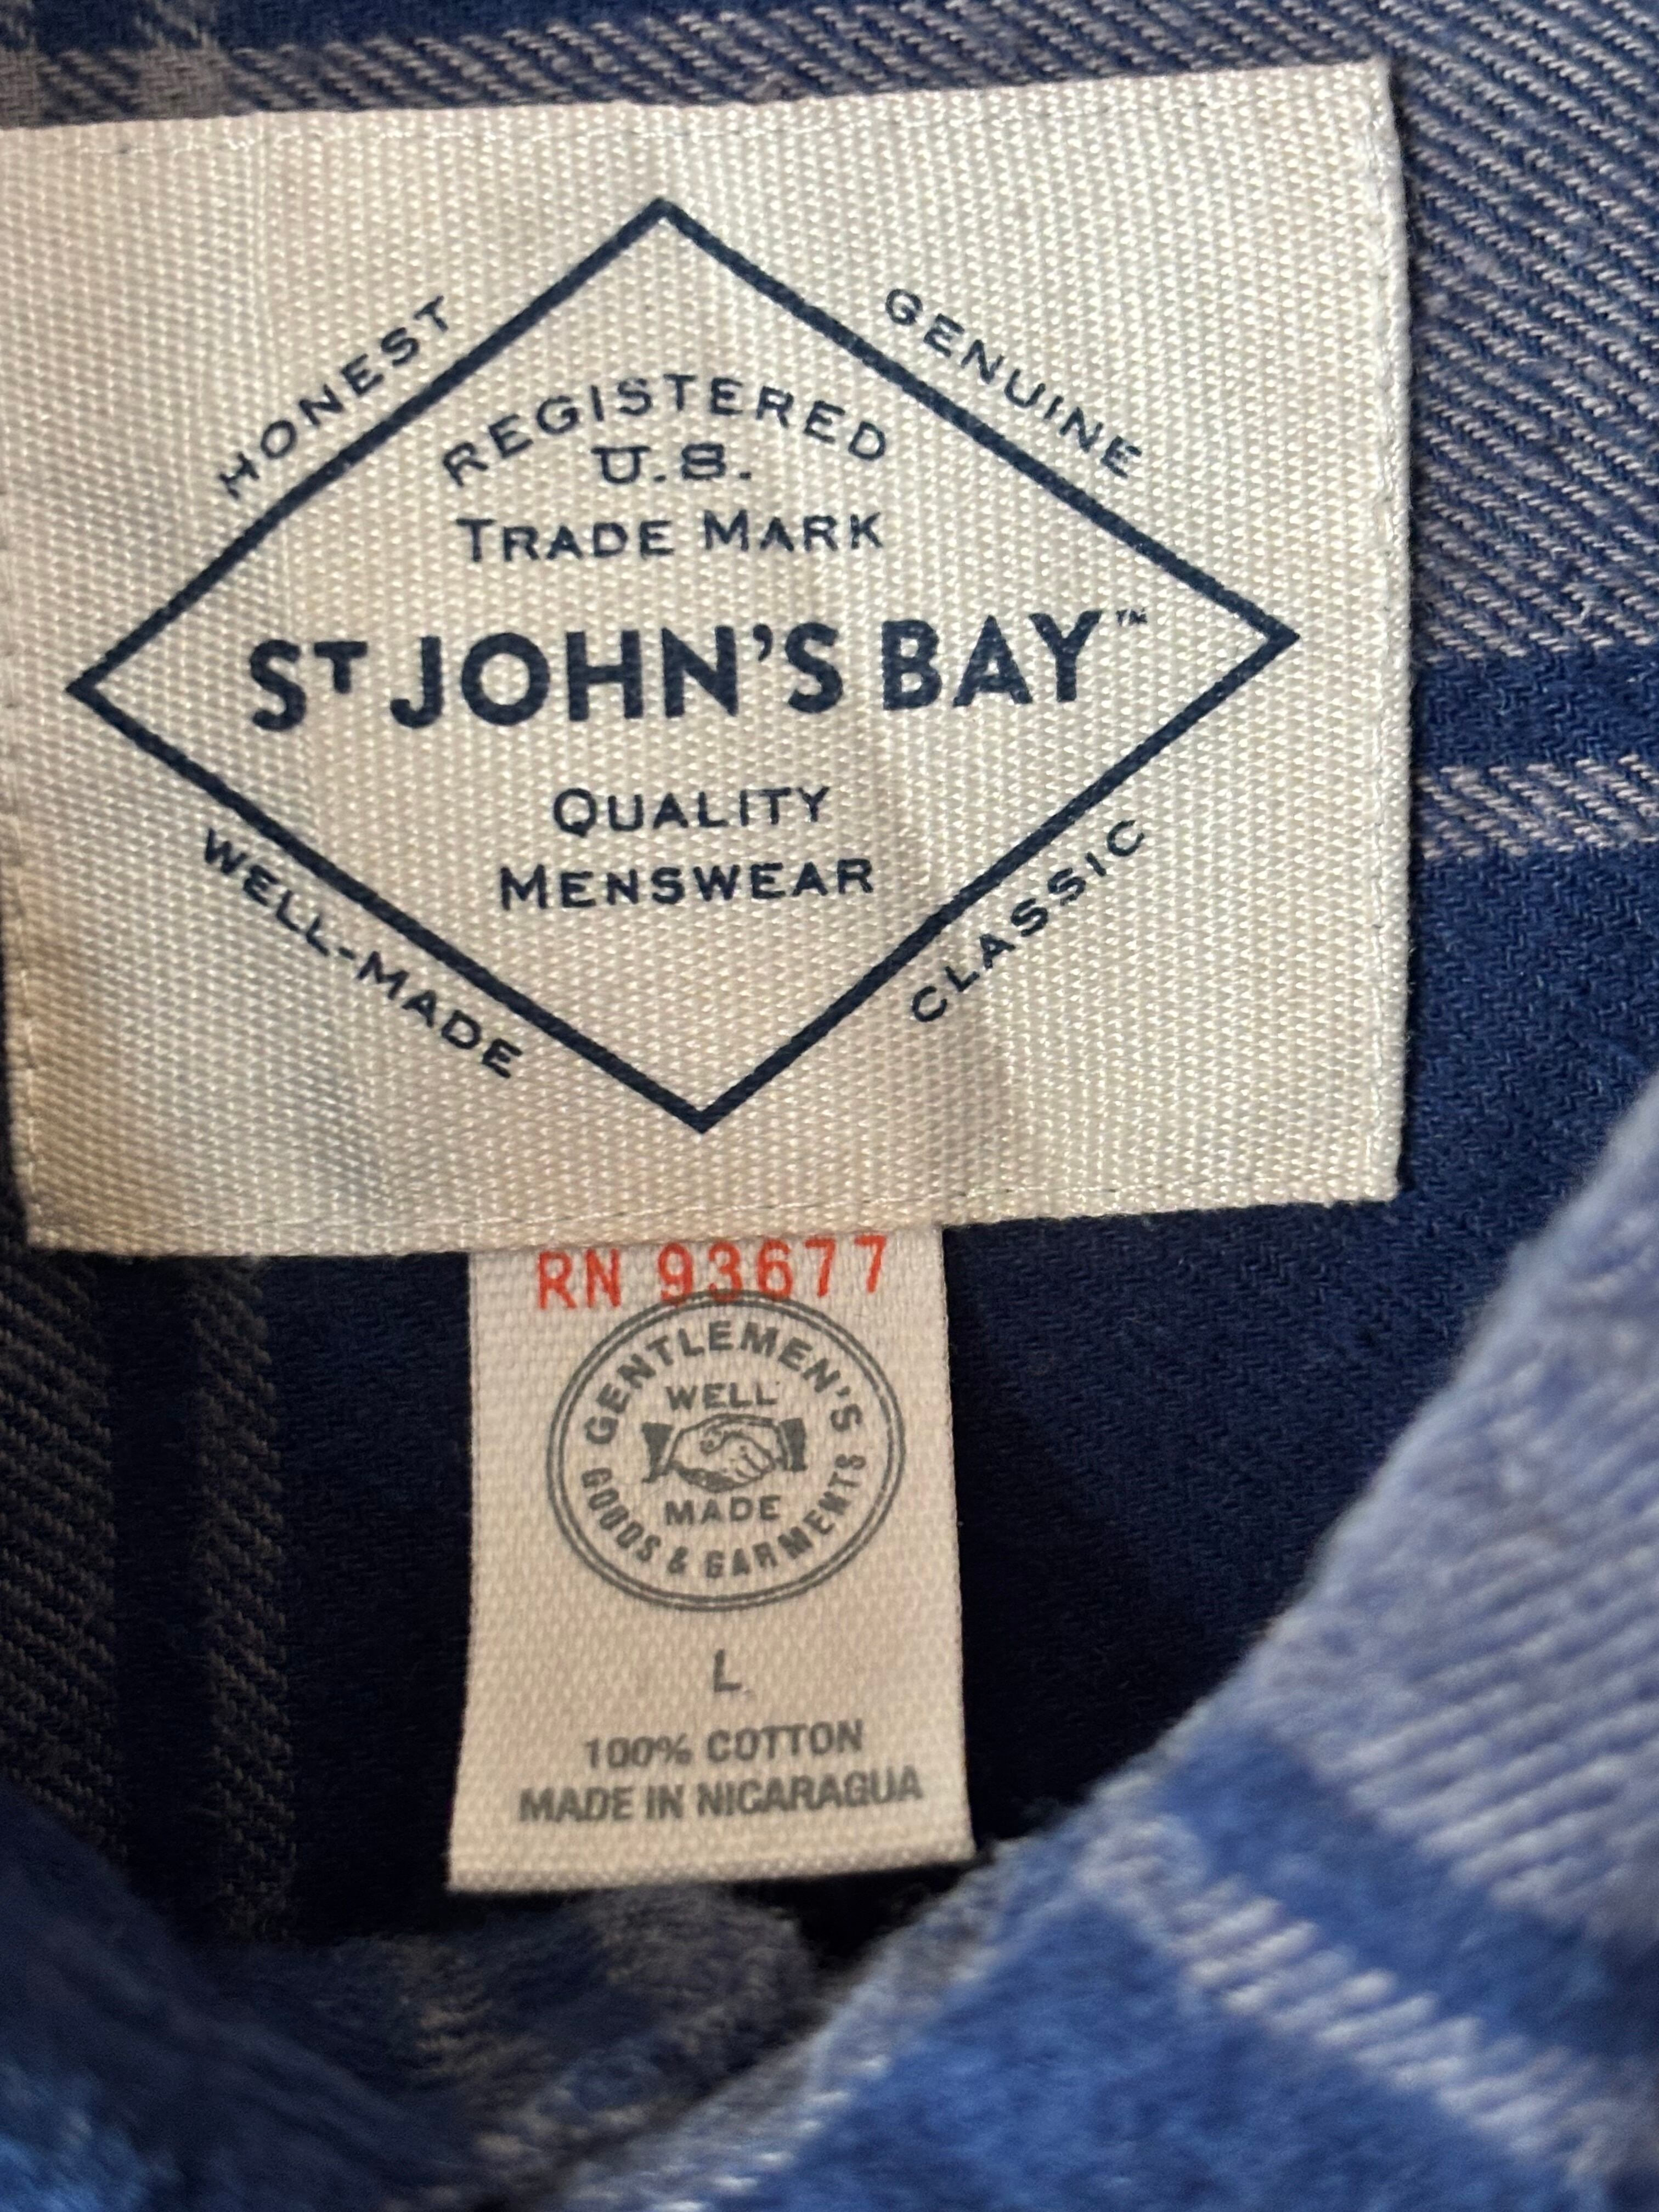 HONEST
GENUINE
REGISTERED
U.S.
TRADE MARK
ST JOHN'S BAY™
QUALITY
MENSWEAR
WELL-MADE
CLASSIC
RN 93677
GENTLEMEN'S
WELL
MADE
GOODS & GARMENTS
L
100% COTTON
MADE IN NICARAGUA